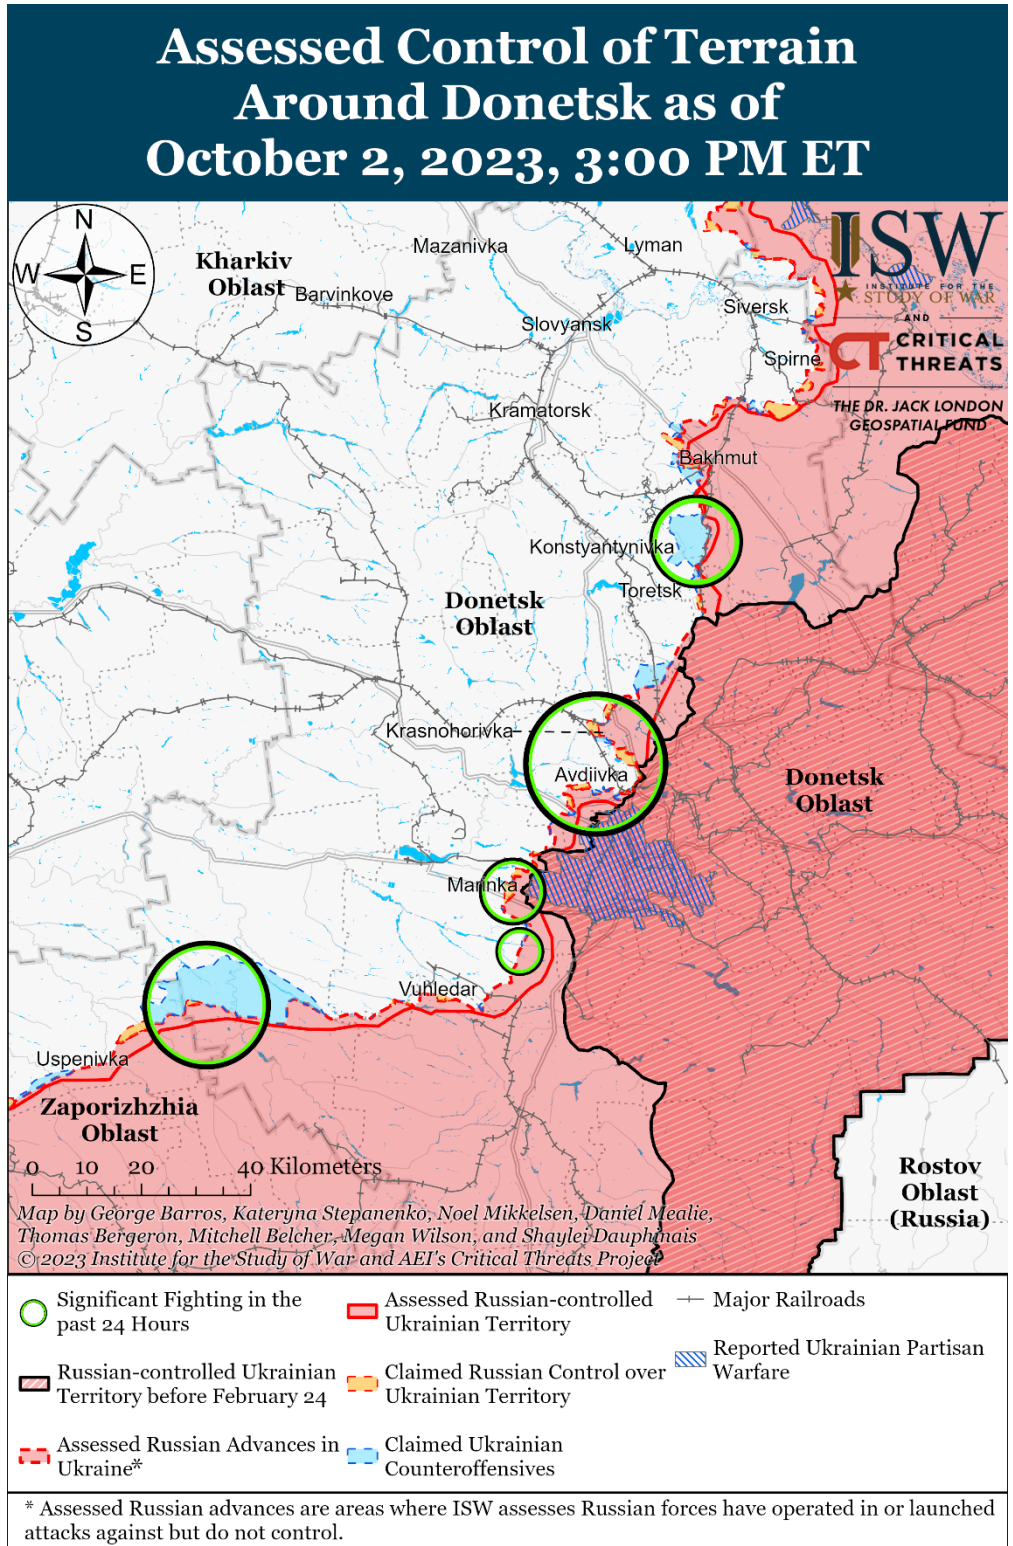 Assessed Control of Terrain
Around Donetsk as of
October 2, 2023, 3:00 PM ET
N
W
E
S
ISW
INSTITUTE FOR THE
STUDY OF WAR
AND
CT CRITICAL
THREATS
THE DR. JACK LONDON
GEOSPATIAL FUND
Kharkiv
Oblast
Mazanivka
Lyman
Barvinkove
Siversk
Slovyansk
Spirne
Kramatorsk
Bakhmut
Konstyantynivka
Toretsk
Donetsk
Oblast
Krasnohorivka
Avdiivka
Donetsk
Oblast
Marinka
Vuhledar
Uspenivka
Zaporizhzhia
Oblast
Rostov
Oblast
(Russia)
0 10 20 40 Kilometers
Map by George Barros, Kateryna Stepanenko, Noel Mikkelsen, Daniel Mealie,
Thomas Bergeron, Mitchell Belcher, Megan Wilson, and Shaylei Dauphinais
© 2023 Institute for the Study of War and AEI's Critical Threats Project
Significant Fighting in the
past 24 Hours
Russian-controlled Ukrainian
Territory before February 24
Assessed Russian Advances in
Ukraine*
Assessed Russian-controlled
Ukrainian Territory
Claimed Russian Control over
Ukrainian Territory
Claimed Ukrainian
Counteroffensives
Major Railroads
Reported Ukrainian Partisan
Warfare
* Assessed Russian advances are areas where ISW assesses Russian forces have operated in or launched
attacks against but do not control.